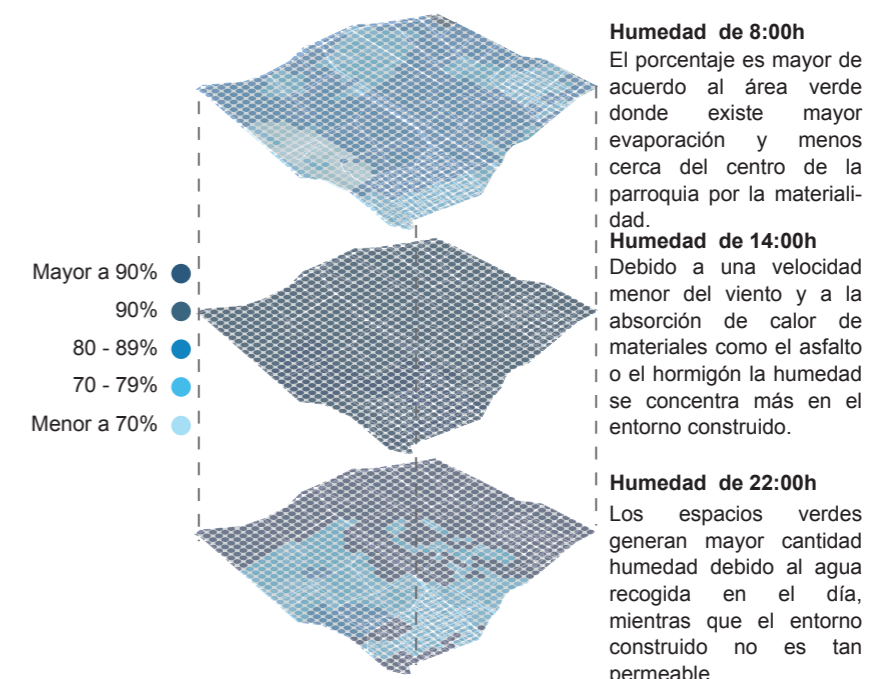 Humedad de 8:00h
El porcentaje es mayor de
acuerdo al área verde
donde existe mayor
evaporación y menos
cerca del centro de la
parroquia por la materiali-
dad.
Humedad de 14:00h
Debido a una velocidad
menor del viento y a la
absorción de calor de
materiales como el asfalto
o el hormigón la humedad
se concentra más en el
entorno construido.
Humedad de 22:00h
Los espacios verdes
generan mayor cantidad
humedad debido al agua
recogida en el día,
mientras que el entorno
construido no es tan
permeable
Mayor a 90%
90%
80 - 89%
70 - 79%
Menor a 70%